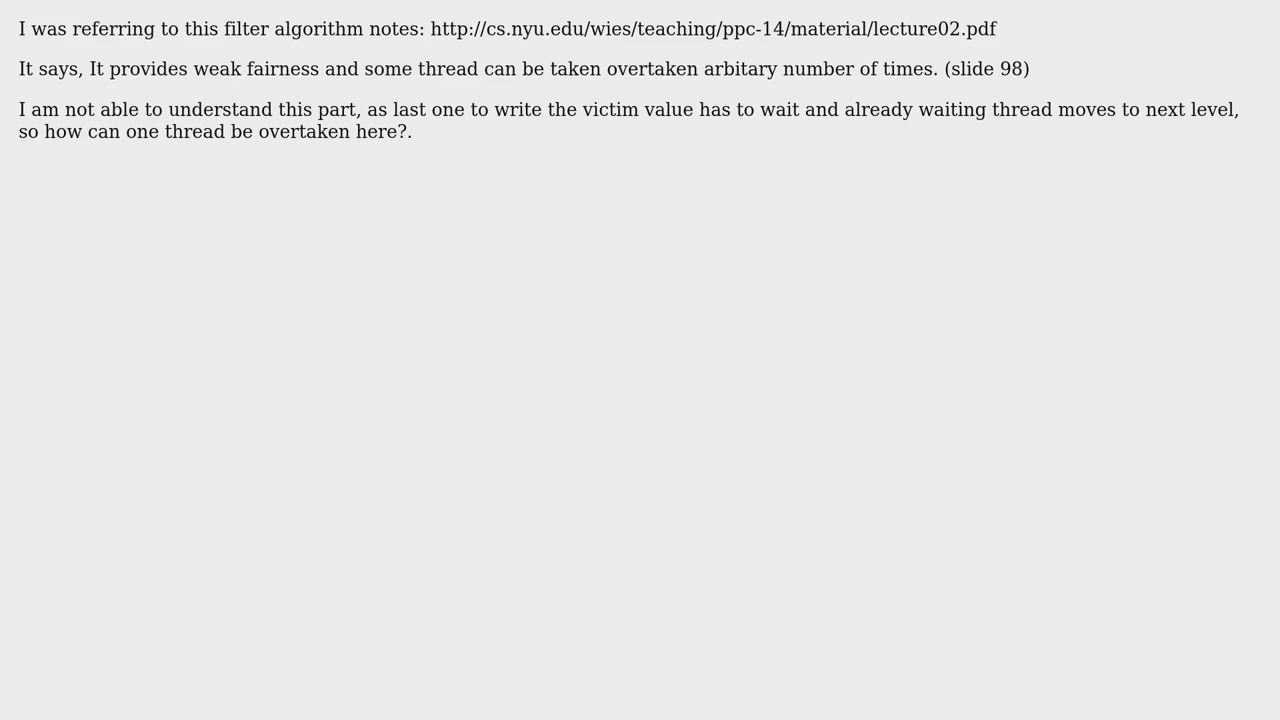 I was referring to this filter algorithm notes: http://cs.nyu.edu/wies/teaching/ppc-14/material/lecture02.pdf
It says, It provides weak fairness and some thread can be taken overtaken arbitary number of times. (slide 98)
I am not able to understand this part, as last one to write the victim value has to wait and already waiting thread moves to next level,
so how can one thread be overtaken here?.